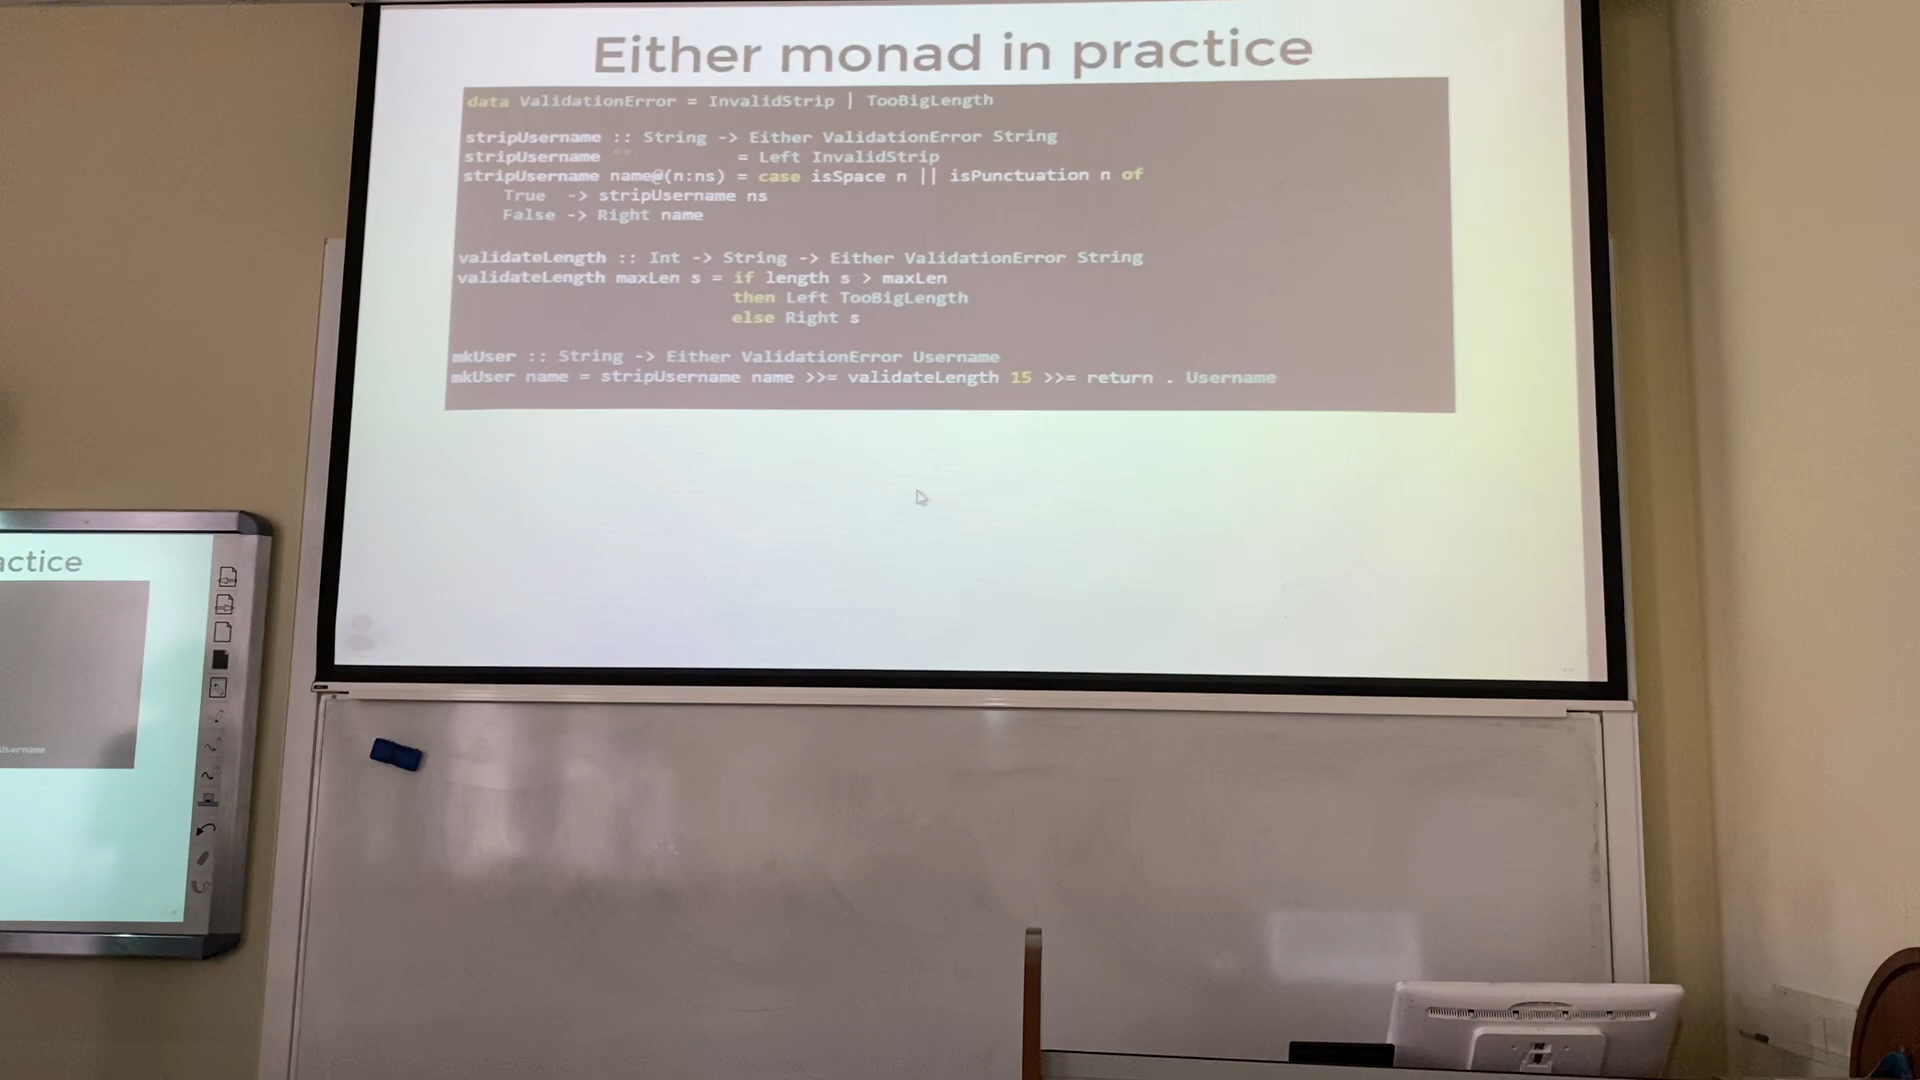 Either monad in practice
data ValidationError = InvalidStrip | TooBigLength
stripUsername :: String -> Either ValidationError String
stripUsername "" = Left InvalidStrip
stripUsername name@(n:ns) = case isSpace n || isPunctuation n of
True -> stripUsername ns
False -> Right name
validateLength :: Int -> String -> Either ValidationError String
validateLength maxLen s = if length s > maxLen
then Left TooBigLength
else Right s
mkUser :: String -> Either ValidationError Username
mkUser name = stripUsername name >>= validateLength 15 >>= return . Username
actice
Username